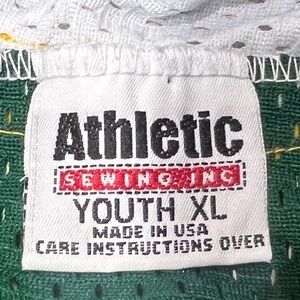 Athletic
SEWING INC
YOUTH XL
MADE IN USA
CARE INSTRUCTIONS OVER